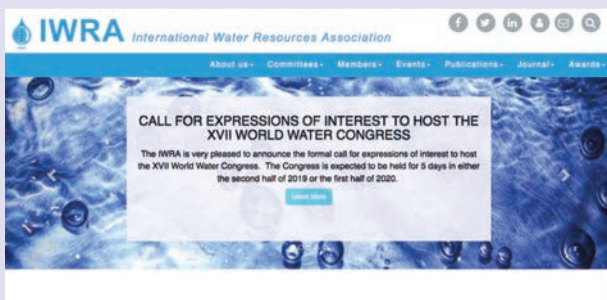 IWRA International Water Resources Association
About us Committees Members Events Publications Journal Awards
CALL FOR EXPRESSIONS OF INTEREST TO HOST THE
XVII WORLD WATER CONGRESS
The IWRA is very pleased to announce the formal call for expressions of interest to host
the XVII World Water Congress. The Congress is expected to be held for 5 days in either
the second half of 2019 or the first half of 2020.
Learn More